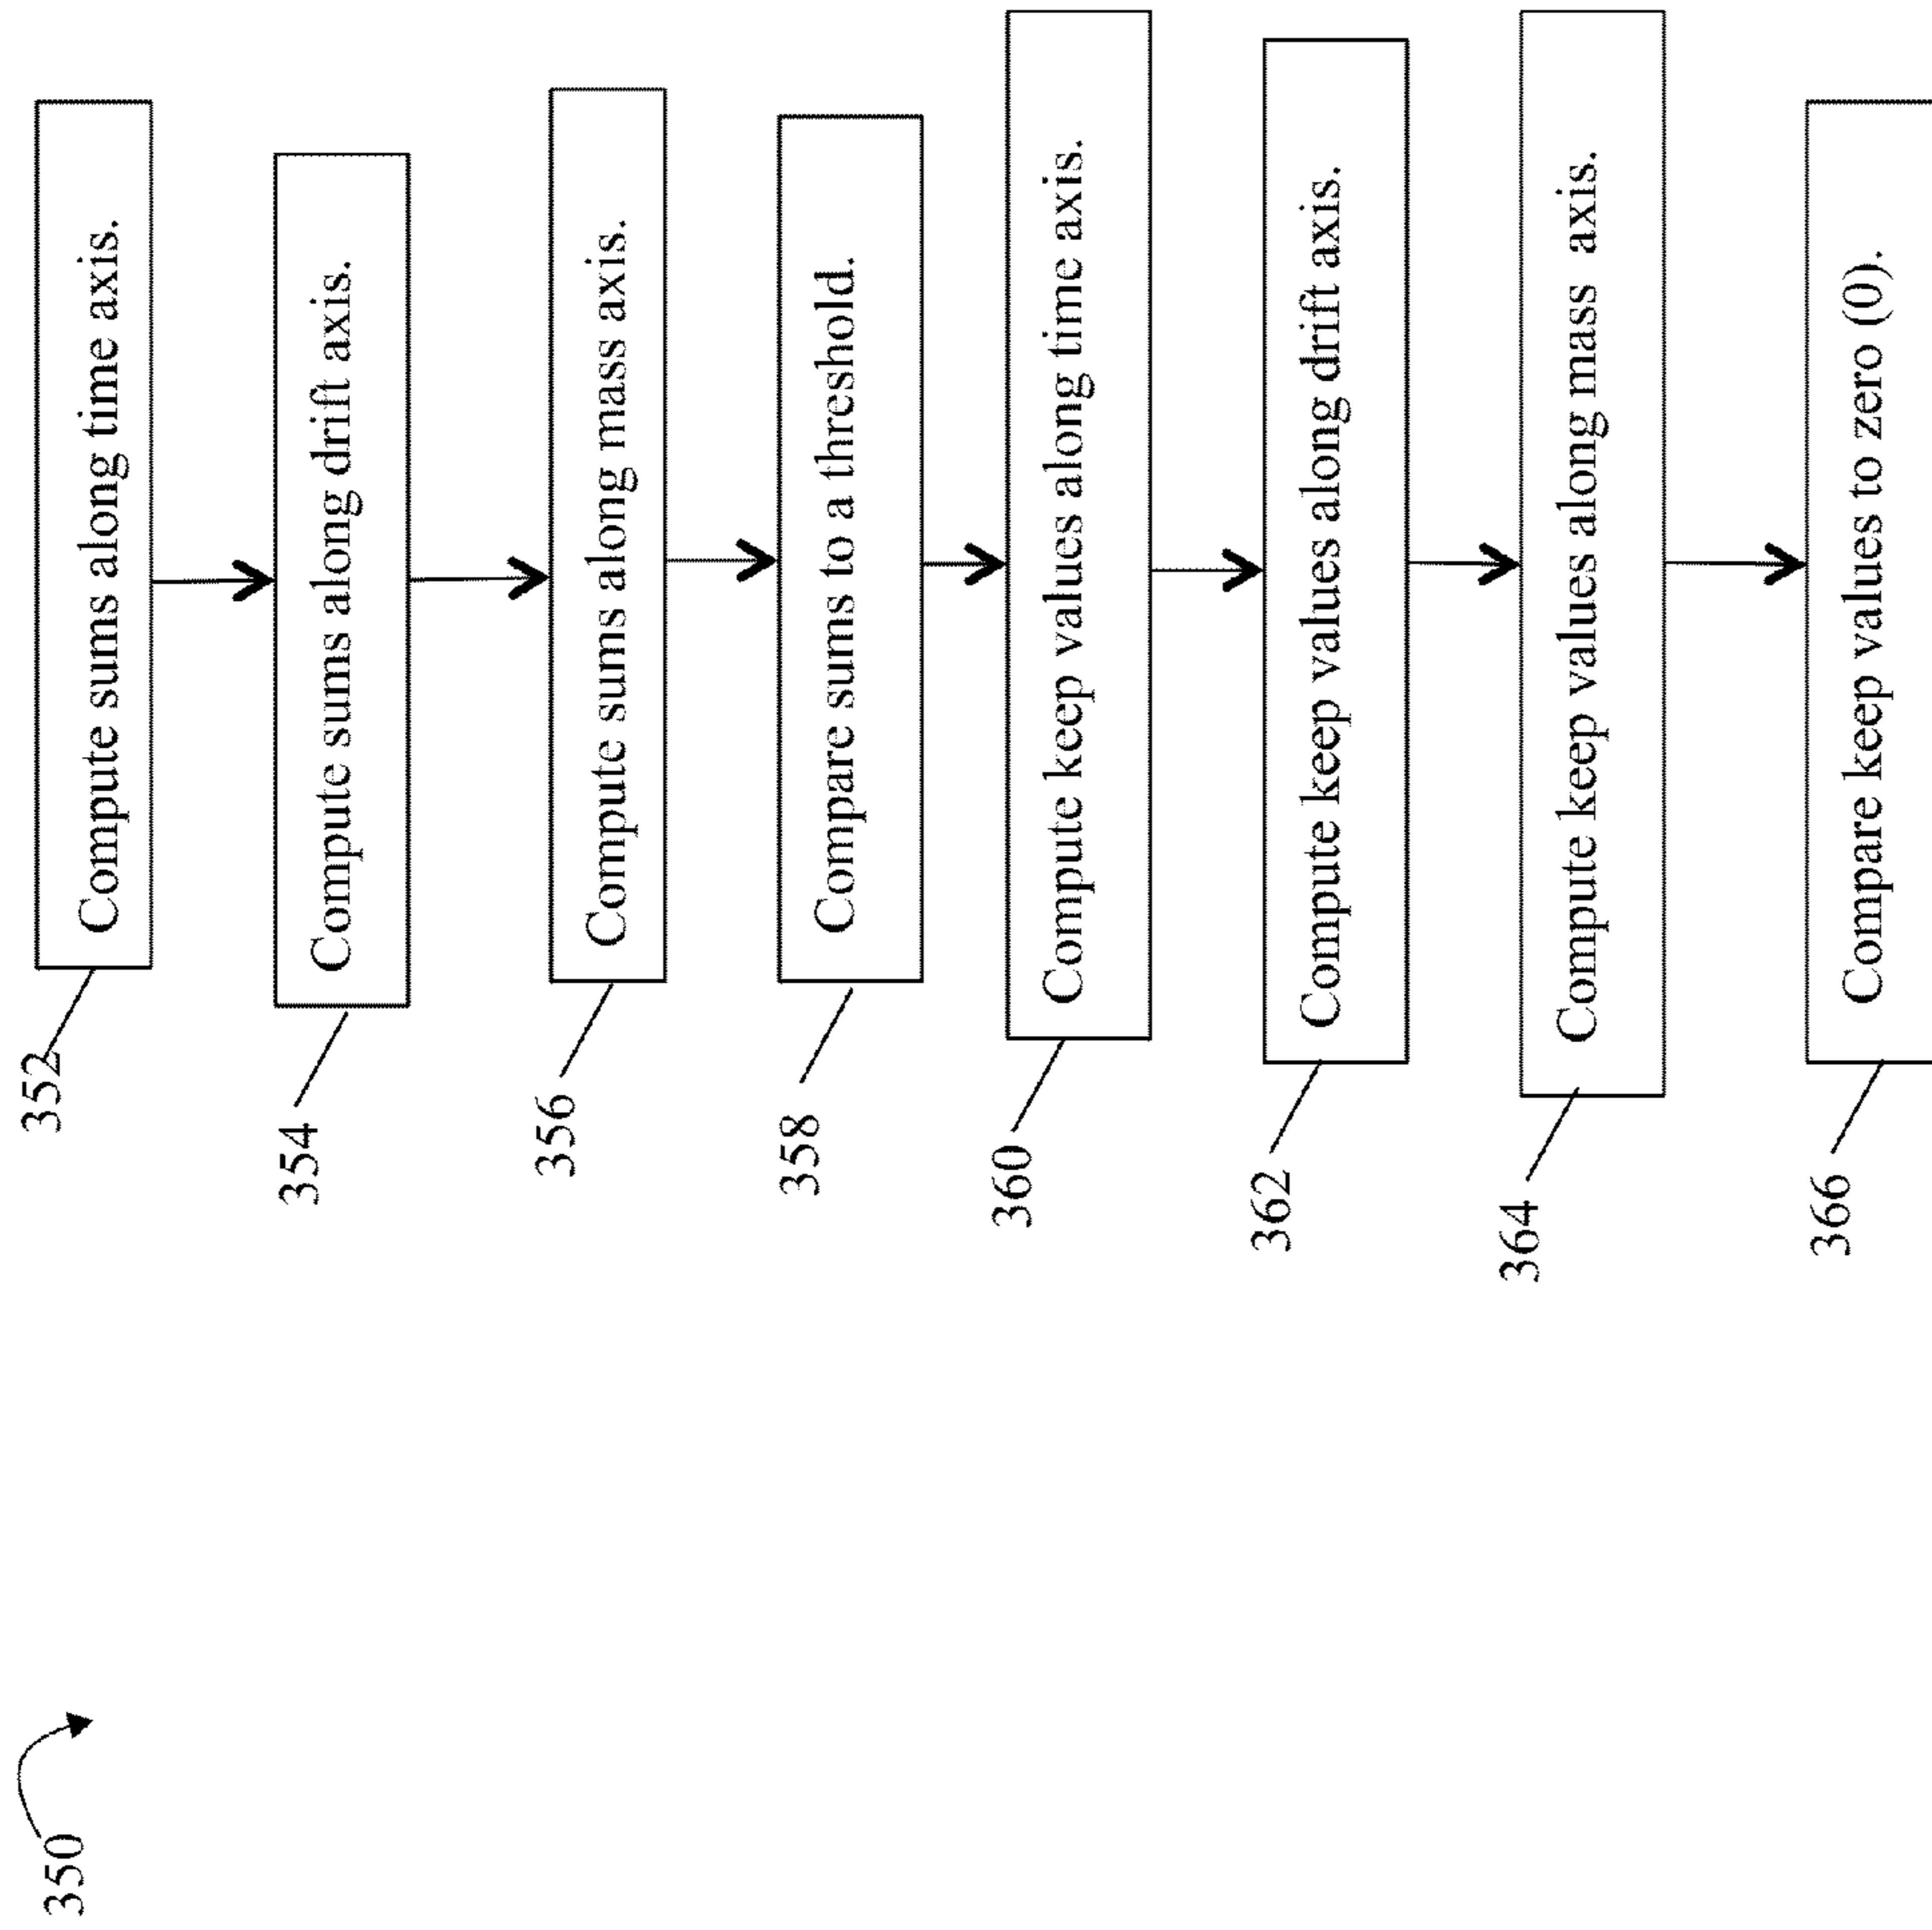 350
352
Compute sums along time axis.
354
Compute sums along drift axis.
356
Compute sums along mass axis.
358
Compare sums to a threshold.
360
Compute keep values along time axis.
362
Compute keep values along drift axis.
364
Compute keep values along mass axis.
366
Compare keep values to zero (0).